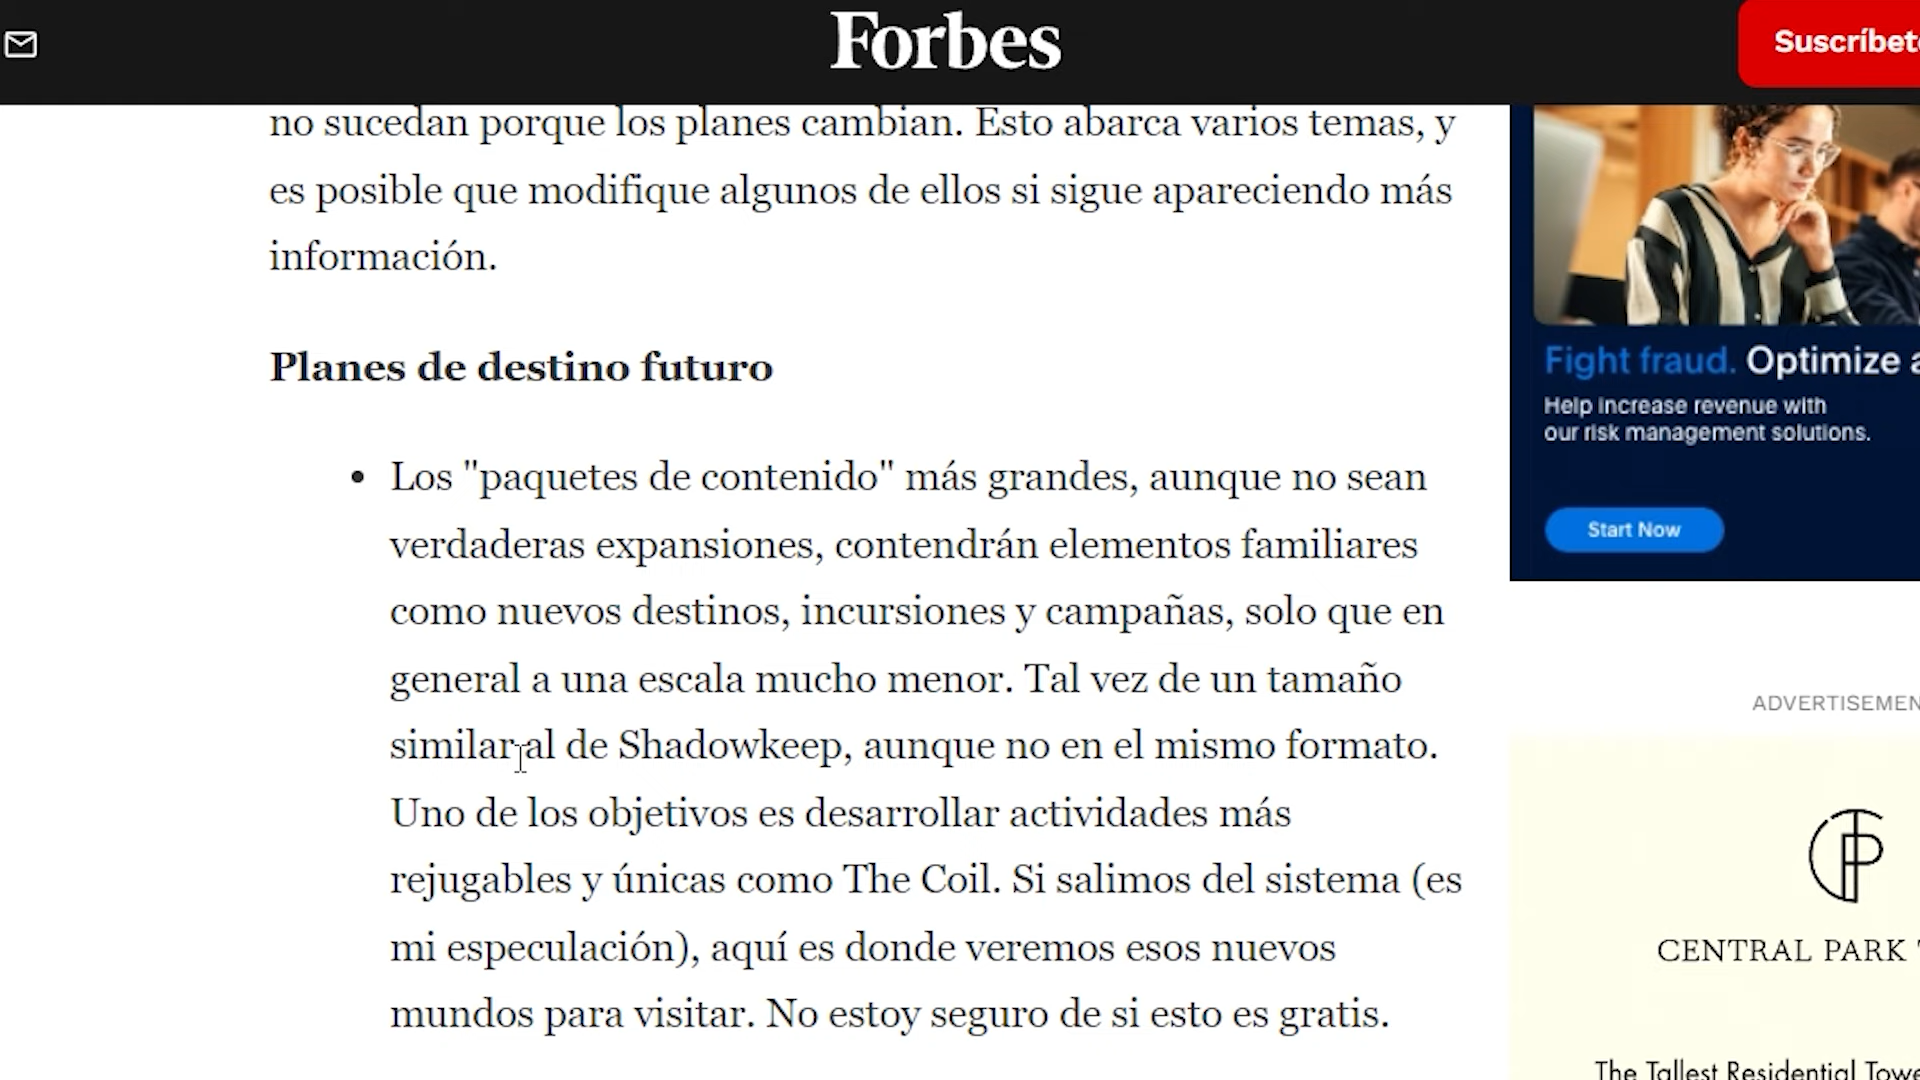 Forbes
Suscríbete
no sucedan porque los planes cambian. Esto abarca varios temas, y
es posible que modifique algunos de ellos si sigue apareciendo más
información.
Planes de destino futuro
• Los "paquetes de contenido" más grandes, aunque no sean
verdaderas expansiones, contendrán elementos familiares
como nuevos destinos, incursiones y campañas, solo que en
general a una escala mucho menor. Tal vez de un tamaño
similar al de Shadowkeep, aunque no en el mismo formato.
Uno de los objetivos es desarrollar actividades más
rejugables y únicas como The Coil. Si salimos del sistema (es
mi especulación), aquí es donde veremos esos nuevos
mundos para visitar. No estoy seguro de si esto es gratis.
Fight fraud. Optimize
Help increase revenue with
our risk management solutions.
Start Now
ADVERTISEMEN
CENTRAL PARK
The Tallest Residential Towe